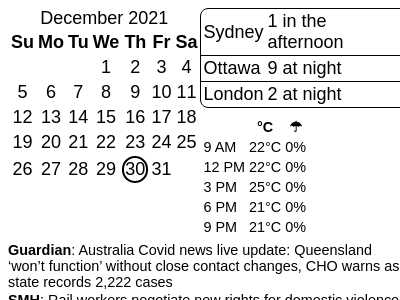 December 2021
Su Mo Tu We Th Fr Sa
1 2 3 4
5 6 7 8 9 10 11
12 13 14 15 16 17 18
19 20 21 22 23 24 25
26 27 28 29 30 31
Sydney 1 in the
afternoon
Ottawa 9 at night
London 2 at night
°C ☂
9 AM 22°C 0%
12 PM 22°C 0%
3 PM 25°C 0%
6 PM 21°C 0%
9 PM 21°C 0%
Guardian: Australia Covid news live update: Queensland
‘won’t function’ without close contact changes, CHO warns as
state records 2,222 cases
SMH: Rail workers negotiate new rights for domestic violence